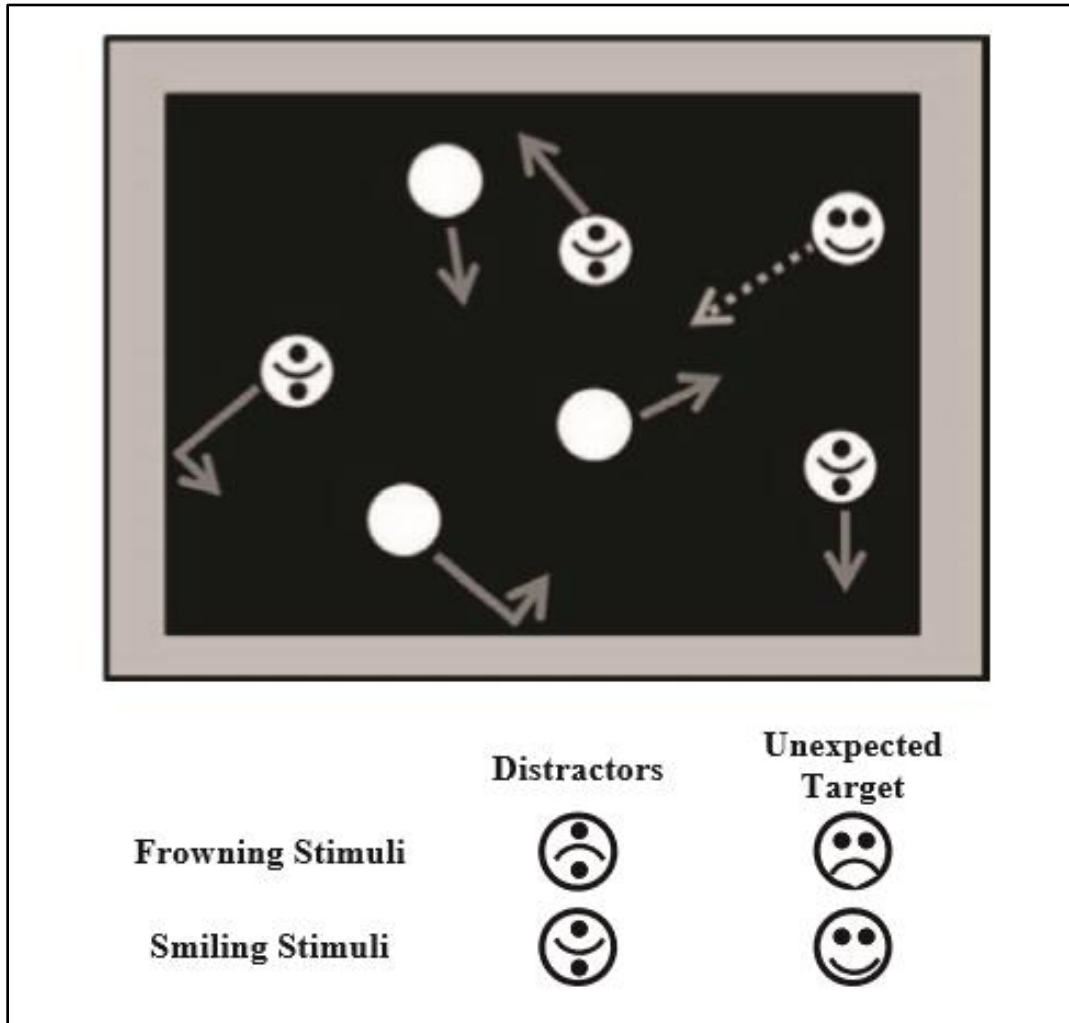 Distractors
Unexpected
Target
Frowning Stimuli
Smiling Stimuli